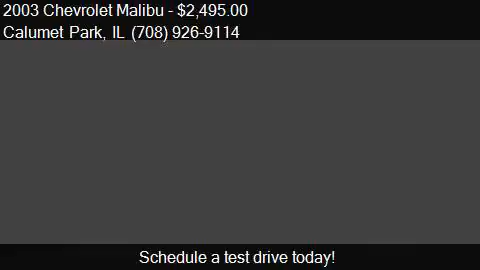 2003 Chevrolet Malibu - $2,495.00
Calumet Park, IL (708) 926-9114
Schedule a test drive today!